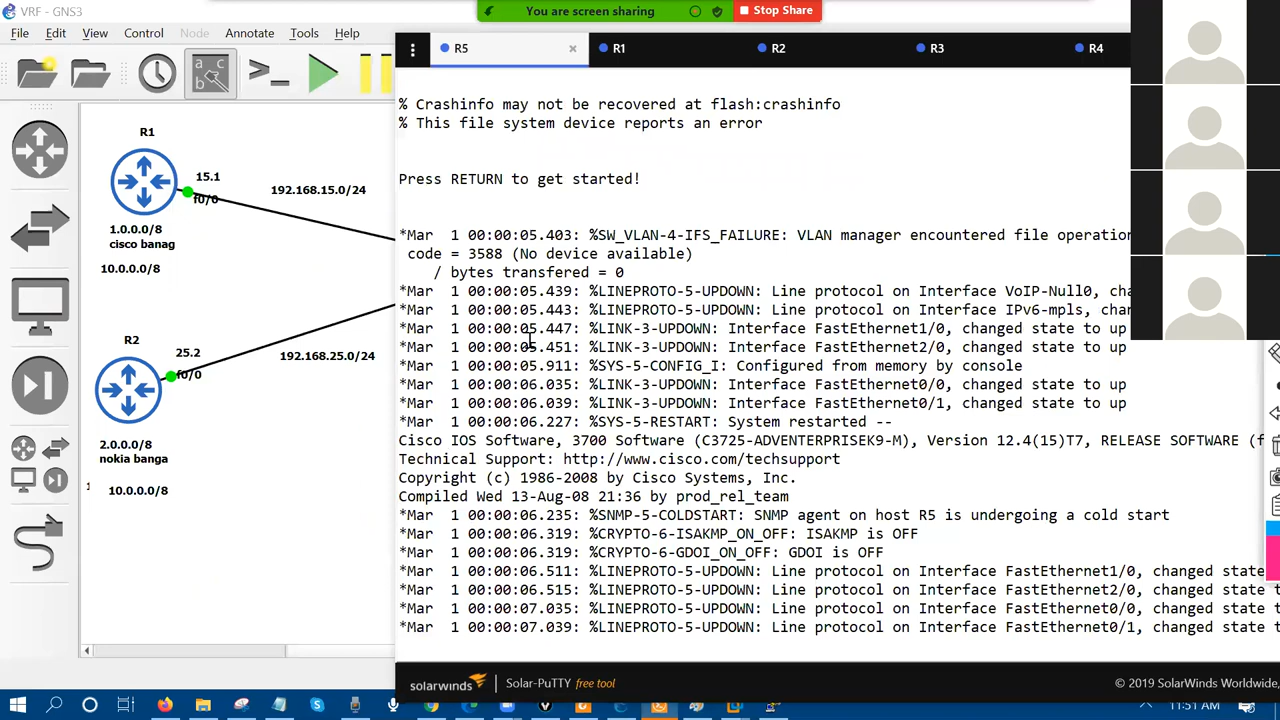 VRF - GNS3
You are screen sharing
Stop Share
File Edit View Control Node Annotate Tools Help
R5 × R1 R2 R3 R4
% Crashinfo may not be recovered at flash:crashinfo
% This file system device reports an error
Press RETURN to get started!
*Mar 1 00:00:05.403: %SW_VLAN-4-IFS_FAILURE: VLAN manager encountered file operation
code = 3588 (No device available)
/ bytes transfered = 0
*Mar 1 00:00:05.439: %LINEPROTO-5-UPDOWN: Line protocol on Interface VoIP-Null0, cha
*Mar 1 00:00:05.443: %LINEPROTO-5-UPDOWN: Line protocol on Interface IPv6-mpls, cha
*Mar 1 00:00:05.447: %LINK-3-UPDOWN: Interface FastEthernet1/0, changed state to up
*Mar 1 00:00:05.451: %LINK-3-UPDOWN: Interface FastEthernet2/0, changed state to up
*Mar 1 00:00:05.911: %SYS-5-CONFIG_I: Configured from memory by console
*Mar 1 00:00:06.035: %LINK-3-UPDOWN: Interface FastEthernet0/0, changed state to up
*Mar 1 00:00:06.039: %LINK-3-UPDOWN: Interface FastEthernet0/1, changed state to up
*Mar 1 00:00:06.227: %SYS-5-RESTART: System restarted --
Cisco IOS Software, 3700 Software (C3725-ADVENTERPRISEK9-M), Version 12.4(15)T7, RELEASE SOFTWARE (f
Technical Support: http://www.cisco.com/techsupport
Copyright (c) 1986-2008 by Cisco Systems, Inc.
Compiled Wed 13-Aug-08 21:36 by prod_rel_team
*Mar 1 00:00:06.235: %SNMP-5-COLDSTART: SNMP agent on host R5 is undergoing a cold start
*Mar 1 00:00:06.319: %CRYPTO-6-ISAKMP_ON_OFF: ISAKMP is OFF
*Mar 1 00:00:06.319: %CRYPTO-6-GDOI_ON_OFF: GDOI is OFF
*Mar 1 00:00:06.511: %LINEPROTO-5-UPDOWN: Line protocol on Interface FastEthernet1/0, changed state
*Mar 1 00:00:06.515: %LINEPROTO-5-UPDOWN: Line protocol on Interface FastEthernet2/0, changed state t
*Mar 1 00:00:07.035: %LINEPROTO-5-UPDOWN: Line protocol on Interface FastEthernet0/0, changed state t
*Mar 1 00:00:07.039: %LINEPROTO-5-UPDOWN: Line protocol on Interface FastEthernet0/1, changed state t
R1
15.1
f0/0
192.168.15.0/24
1.0.0.0/8
cisco banag
10.0.0.0/8
R2
25.2
f0/0
192.168.25.0/24
2.0.0.0/8
nokia banga
10.0.0.0/8
solarwinds Solar-PuTTY free tool
© 2019 SolarWinds Worldwide,
11:51 AM